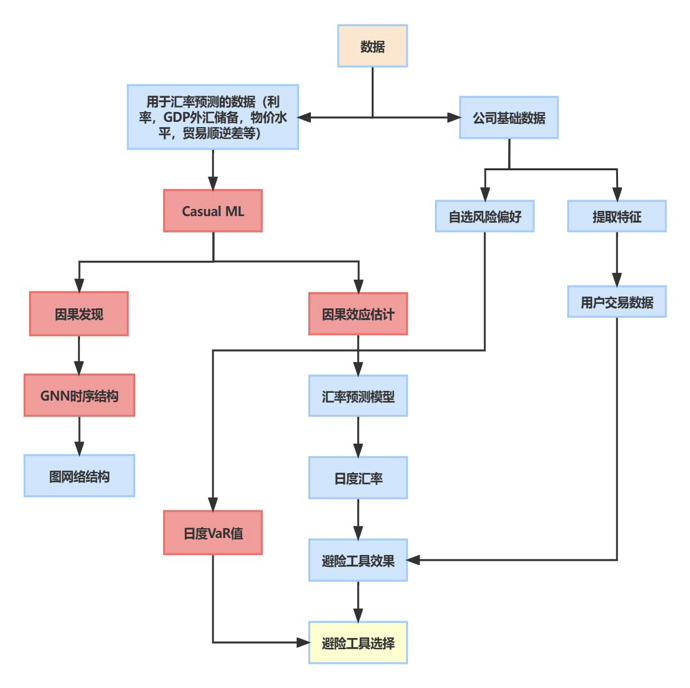 数据
用于汇率预测的数据（利
率，GDP外汇储备，物价水
平，贸易顺逆差等）
公司基础数据
Casual ML
自选风险偏好
提取特征
因果发现
因果效应估计
用户交易数据
GNN时序结构
汇率预测模型
图网络结构
日度汇率
日度VaR值
避险工具效果
避险工具选择